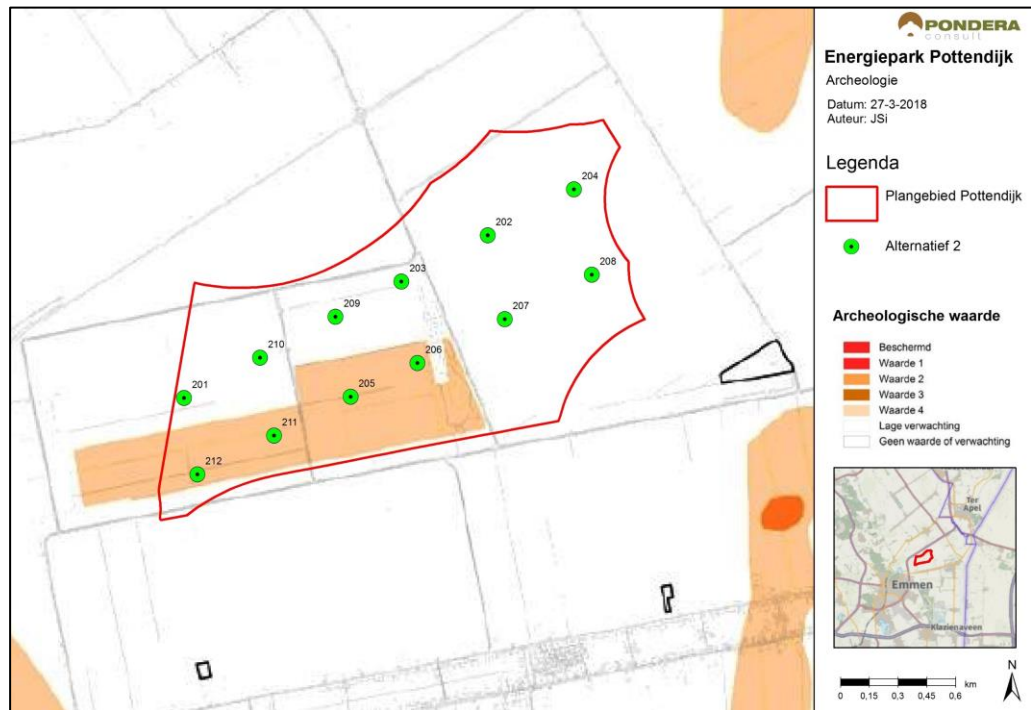 PONDERA
consult
Energiepark Pottendijk
Archeologie
Datum: 27-3-2018
Auteur: JSi
Legenda
Plangebied Pottendijk
Alternatief 2
Archeologische waarde
Beschermd
Waarde 1
Waarde 2
Waarde 3
Waarde 4
Lage verwachting
Geen waarde of verwachting
204
202
208
203
207
209
206
210
205
201
211
212
Ter
Apel
Emmen
Klazienaveen
N
km
0 0,15 0,3 0,45 0,6